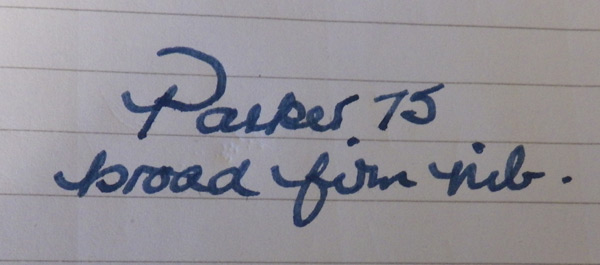 Parker 75
broad firm nib.